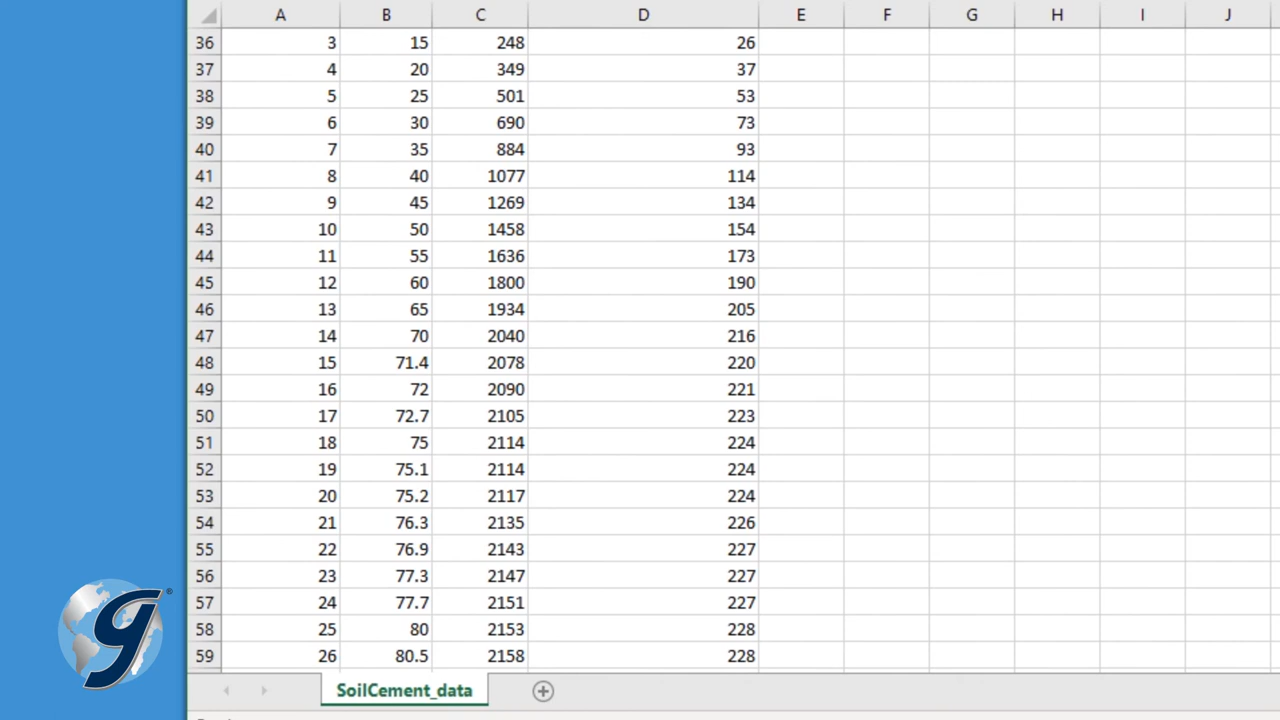 A B C D E F G H I J
36 3 15 248 26
37 4 20 349 37
38 5 25 501 53
39 6 30 690 73
40 7 35 884 93
41 8 40 1077 114
42 9 45 1269 134
43 10 50 1458 154
44 11 55 1636 173
45 12 60 1800 190
46 13 65 1934 205
47 14 70 2040 216
48 15 71.4 2078 220
49 16 72 2090 221
50 17 72.7 2105 223
51 18 75 2114 224
52 19 75.1 2114 224
53 20 75.2 2117 224
54 21 76.3 2135 226
55 22 76.9 2143 227
56 23 77.3 2147 227
57 24 77.7 2151 227
58 25 80 2153 228
59 26 80.5 2158 228
g®
SoilCement_data